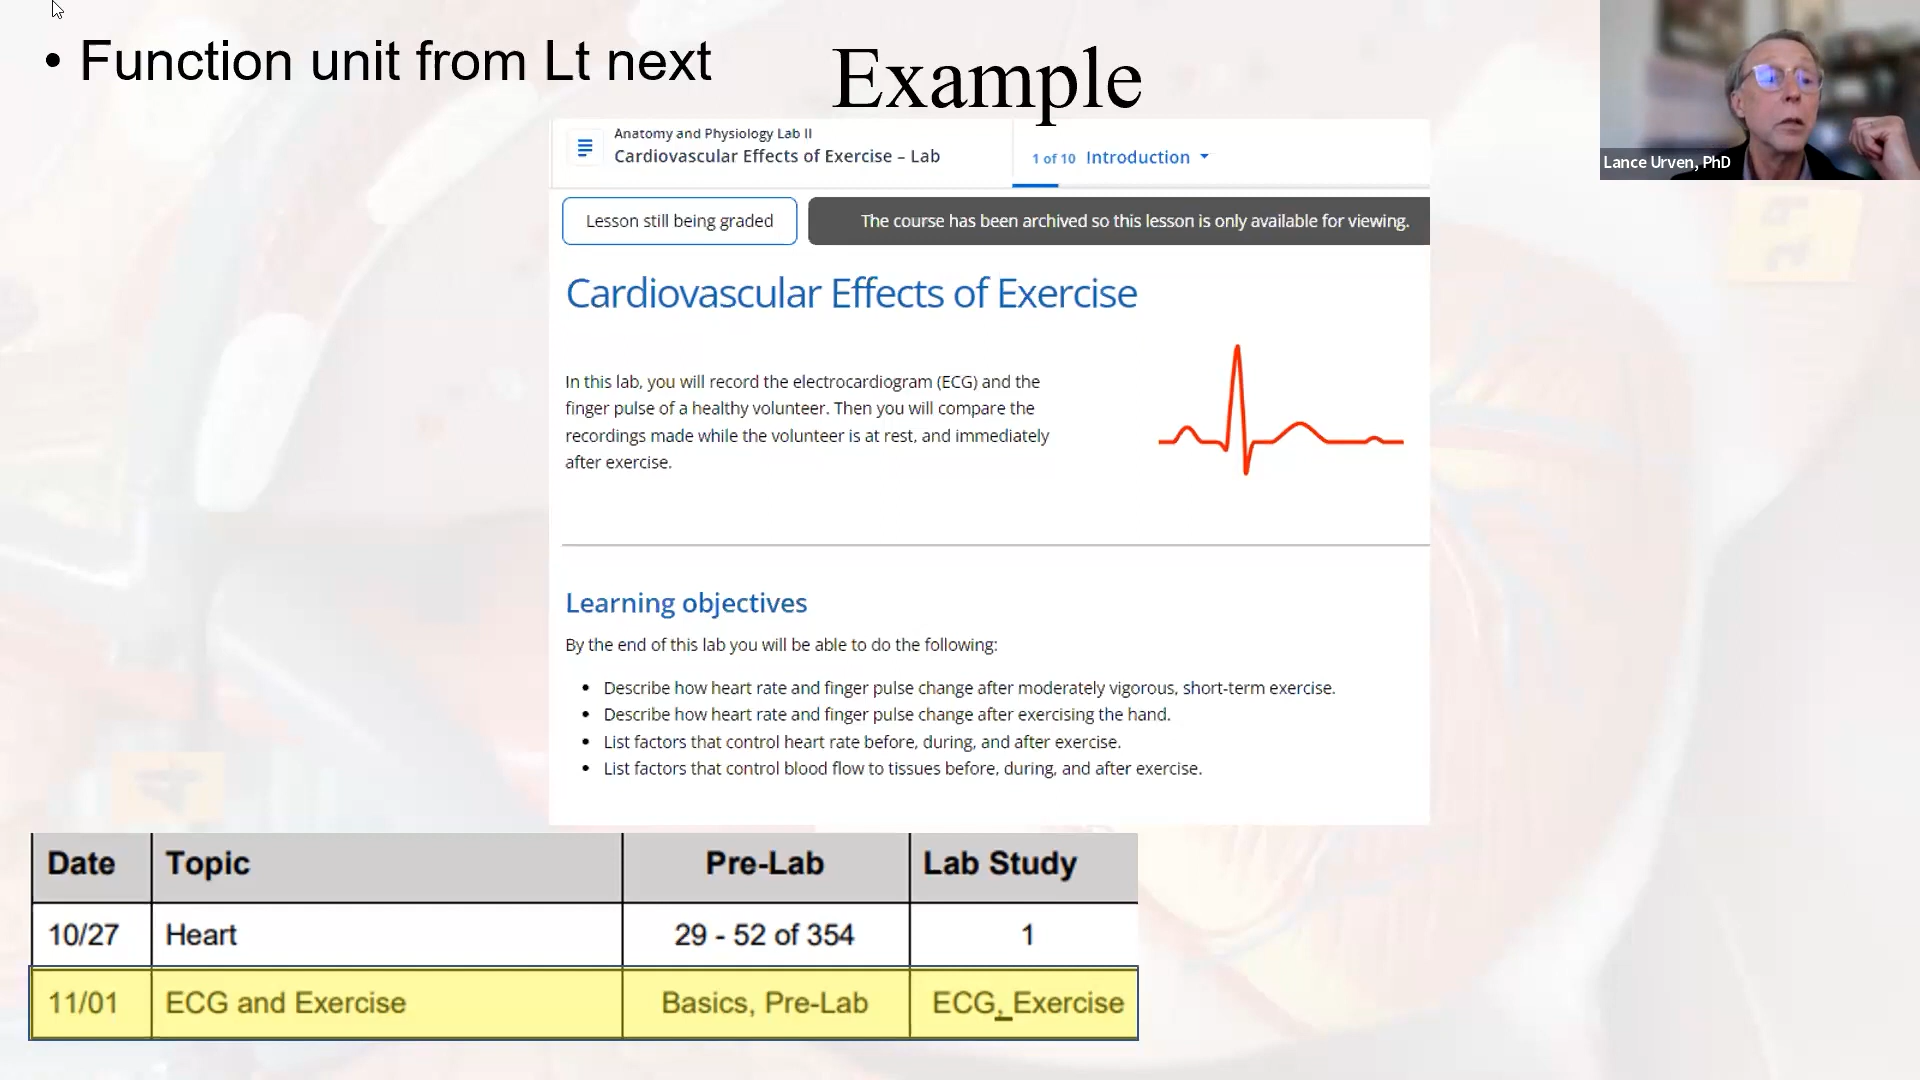 • Function unit from Lt next
Example
Lance Urven, PhD
Anatomy and Physiology Lab II
Cardiovascular Effects of Exercise – Lab
1 of 10 Introduction
Lesson still being graded
The course has been archived so this lesson is only available for viewing.
Cardiovascular Effects of Exercise
In this lab, you will record the electrocardiogram (ECG) and the
finger pulse of a healthy volunteer. Then you will compare the
recordings made while the volunteer is at rest, and immediately
after exercise.
Learning objectives
By the end of this lab you will be able to do the following:
• Describe how heart rate and finger pulse change after moderately vigorous, short-term exercise.
• Describe how heart rate and finger pulse change after exercising the hand.
• List factors that control heart rate before, during, and after exercise.
• List factors that control blood flow to tissues before, during, and after exercise.
Date Topic Pre-Lab Lab Study
10/27 Heart 29 - 52 of 354 1
11/01 ECG and Exercise Basics, Pre-Lab ECG, Exercise